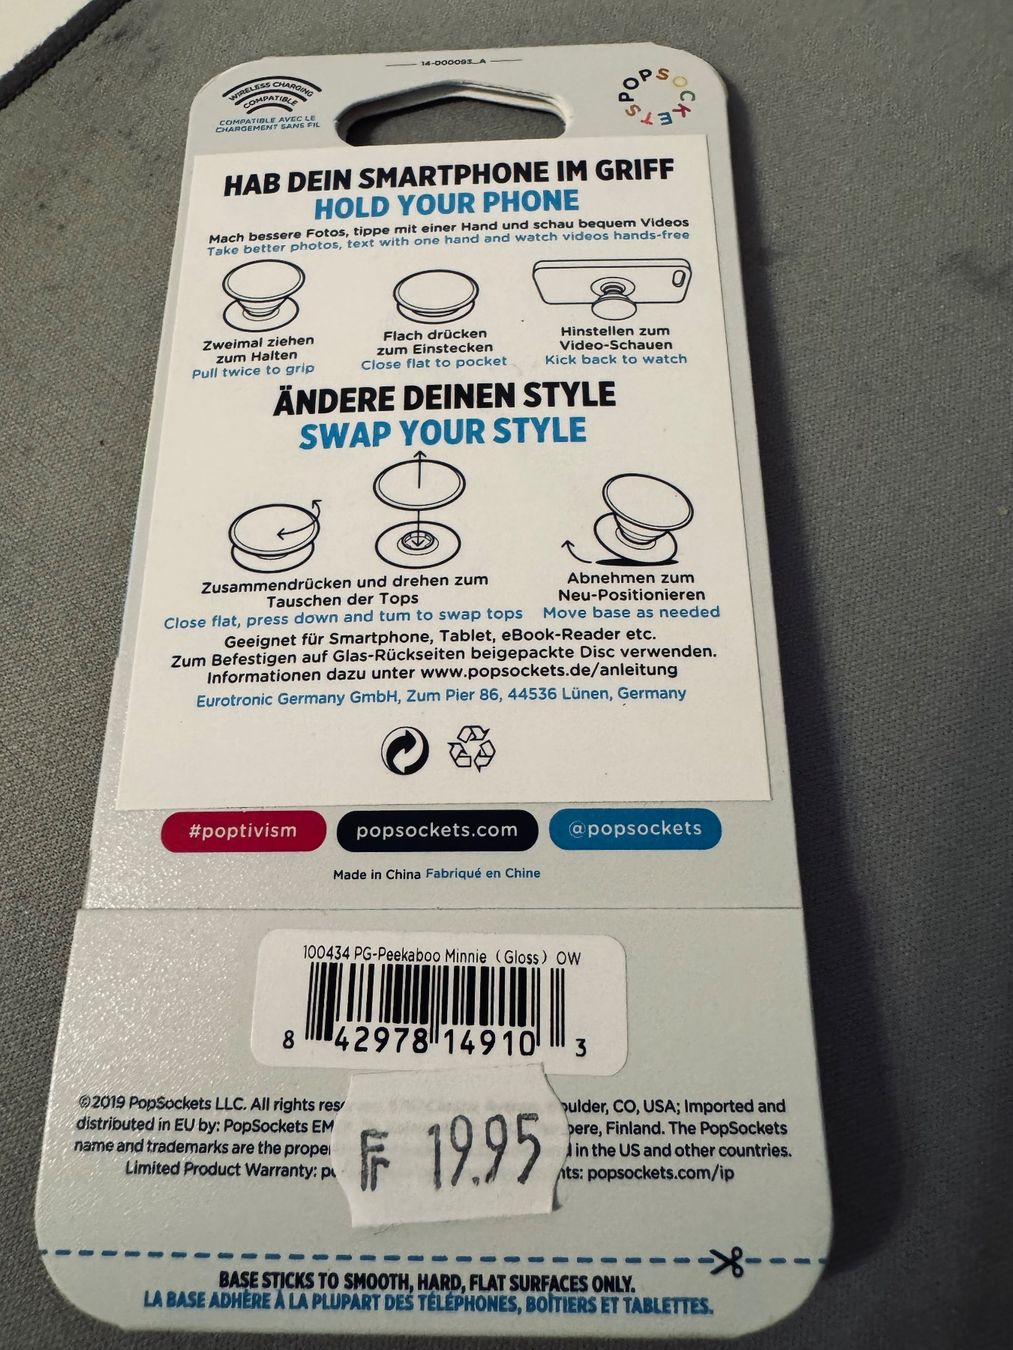 14-000093_A
WIRELESS CHARGING
COMPATIBLE
COMPATIBLE AVEC LE
CHARGEMENT SANS FIL
POPSOCKETS
HAB DEIN SMARTPHONE IM GRIFF
HOLD YOUR PHONE
Mach bessere Fotos, tippe mit einer Hand und schau bequem Videos
Take better photos, text with one hand and watch videos hands-free
Zweimal ziehen
zum Halten
Pull twice to grip
Flach drücken
zum Einstecken
Close flat to pocket
Hinstellen zum
Video-Schauen
Kick back to watch
ÄNDERE DEINEN STYLE
SWAP YOUR STYLE
Zusammendrücken und drehen zum
Tauschen der Tops
Close flat, press down and turn to swap tops
Abnehmen zum
Neu-Positionieren
Move base as needed
Geeignet für Smartphone, Tablet, eBook-Reader etc.
Zum Befestigen auf Glas-Rückseiten beigepackte Disc verwenden.
Informationen dazu unter www.popsockets.de/anleitung
Eurotronic Germany GmbH, Zum Pier 86, 44536 Lünen, Germany
#poptivism
popsockets.com
@popsockets
Made in China Fabriqué en Chine
100434 PG-Peekaboo Minnie (Gloss) OW
8 42978 14910 3
©2019 PopSockets LLC. All rights oulder, CO, USA; Imported and
distributed in EU by: PopSockets pere, Finland. The PopSockets
name and trademarks are the in the US and other countries.
Limited Product Warranty: popsockets.com/ip
Fr 19.95
BASE STICKS TO SMOOTH, HARD, FLAT SURFACES ONLY.
LA BASE ADHÈRE À LA PLUPART DES TÉLÉPHONES, BOÎTIERS ET TABLETTES.